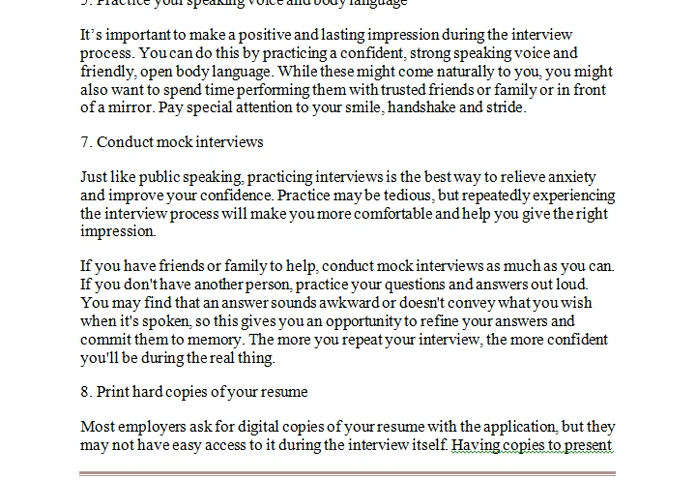 5. Practice your speaking voice and body language
It's important to make a positive and lasting impression during the interview
process. You can do this by practicing a confident, strong speaking voice and
friendly, open body language. While these might come naturally to you, you might
also want to spend time performing them with trusted friends or family or in front
of a mirror. Pay special attention to your smile, handshake and stride.
7. Conduct mock interviews
Just like public speaking, practicing interviews is the best way to relieve anxiety
and improve your confidence. Practice may be tedious, but repeatedly experiencing
the interview process will make you more comfortable and help you give the right
impression.
If you have friends or family to help, conduct mock interviews as much as you can.
If you don't have another person, practice your questions and answers out loud.
You may find that an answer sounds awkward or doesn't convey what you wish
when it's spoken, so this gives you an opportunity to refine your answers and
commit them to memory. The more you repeat your interview, the more confident
you'll be during the real thing.
8. Print hard copies of your resume
Most employers ask for digital copies of your resume with the application, but they
may not have easy access to it during the interview itself. Having copies to present